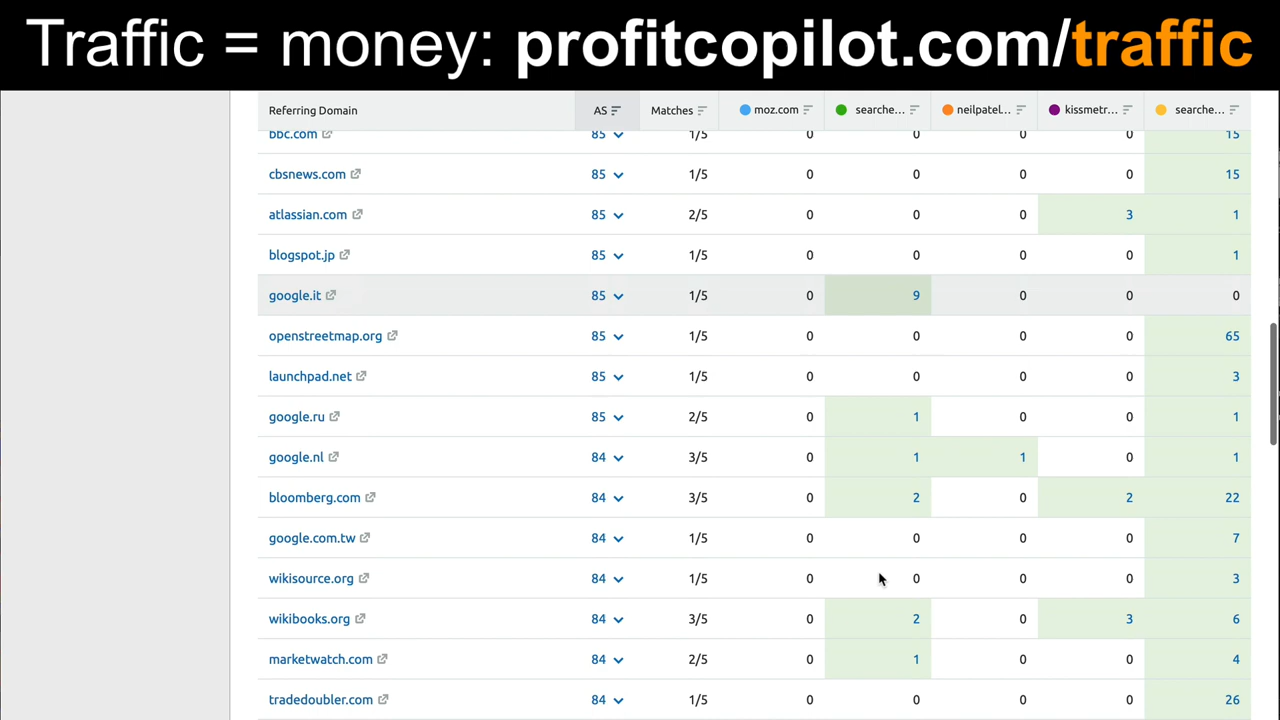 Traffic = money: profitcopilot.com/traffic
Referring Domain AS Matches moz.com searche... neilpatel... kissmetr... searche...
bbc.com 85 1/5 0 0 0 0 15
cbsnews.com 85 1/5 0 0 0 0 15
atlassian.com 85 2/5 0 0 0 3 1
blogspot.jp 85 1/5 0 0 0 0 1
google.it 85 1/5 0 9 0 0 0
openstreetmap.org 85 1/5 0 0 0 0 65
launchpad.net 85 1/5 0 0 0 0 3
google.ru 85 2/5 0 1 0 0 1
google.nl 84 3/5 0 1 1 0 1
bloomberg.com 84 3/5 0 2 0 2 22
google.com.tw 84 1/5 0 0 0 0 7
wikisource.org 84 1/5 0 0 0 0 3
wikibooks.org 84 3/5 0 2 0 3 6
marketwatch.com 84 2/5 0 1 0 0 4
tradedoubler.com 84 1/5 0 0 0 0 26